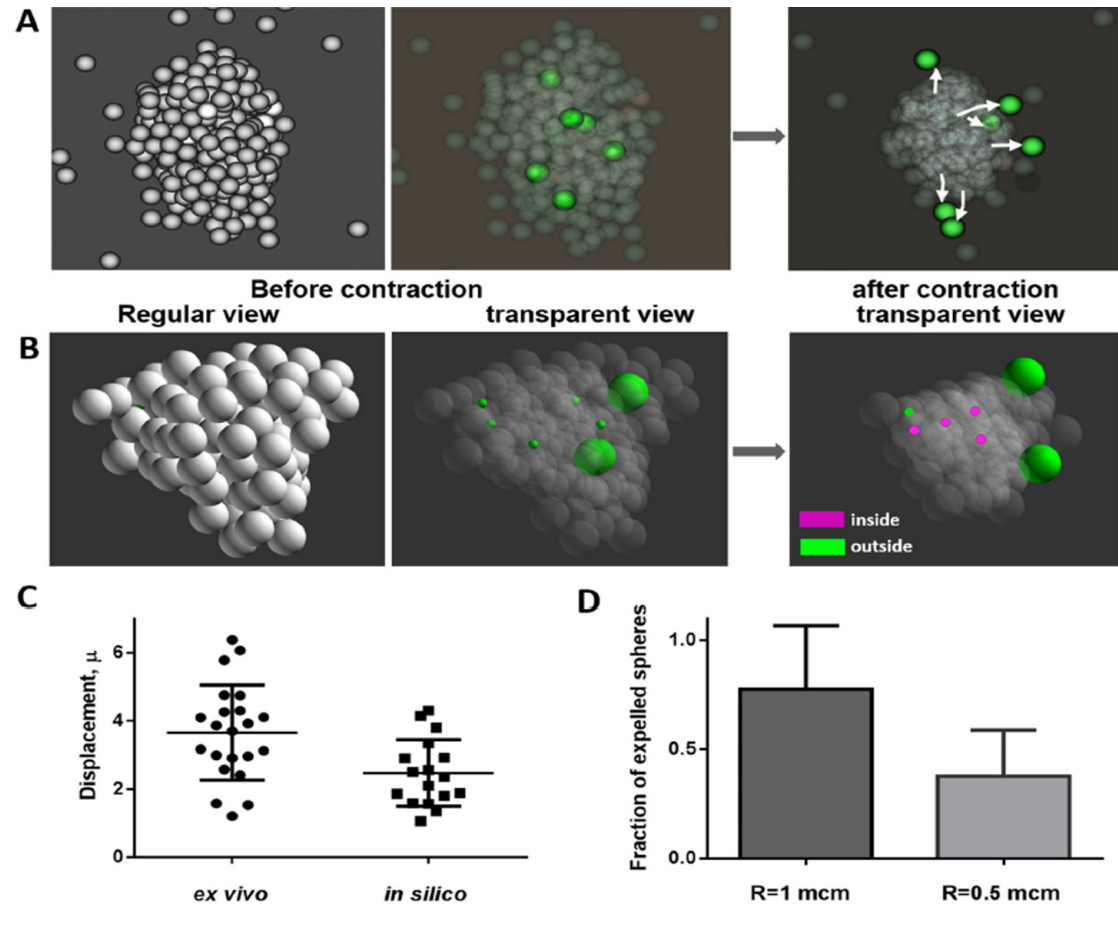 A
Before contraction
Regular view
transparent view
after contraction
transparent view
B
inside
outside
C
Displacement, μ
6
4
2
0
ex vivo
in silico
D
Fraction of expelled spheres
1.0
0.5
0.0
R=1 mcm
R=0.5 mcm